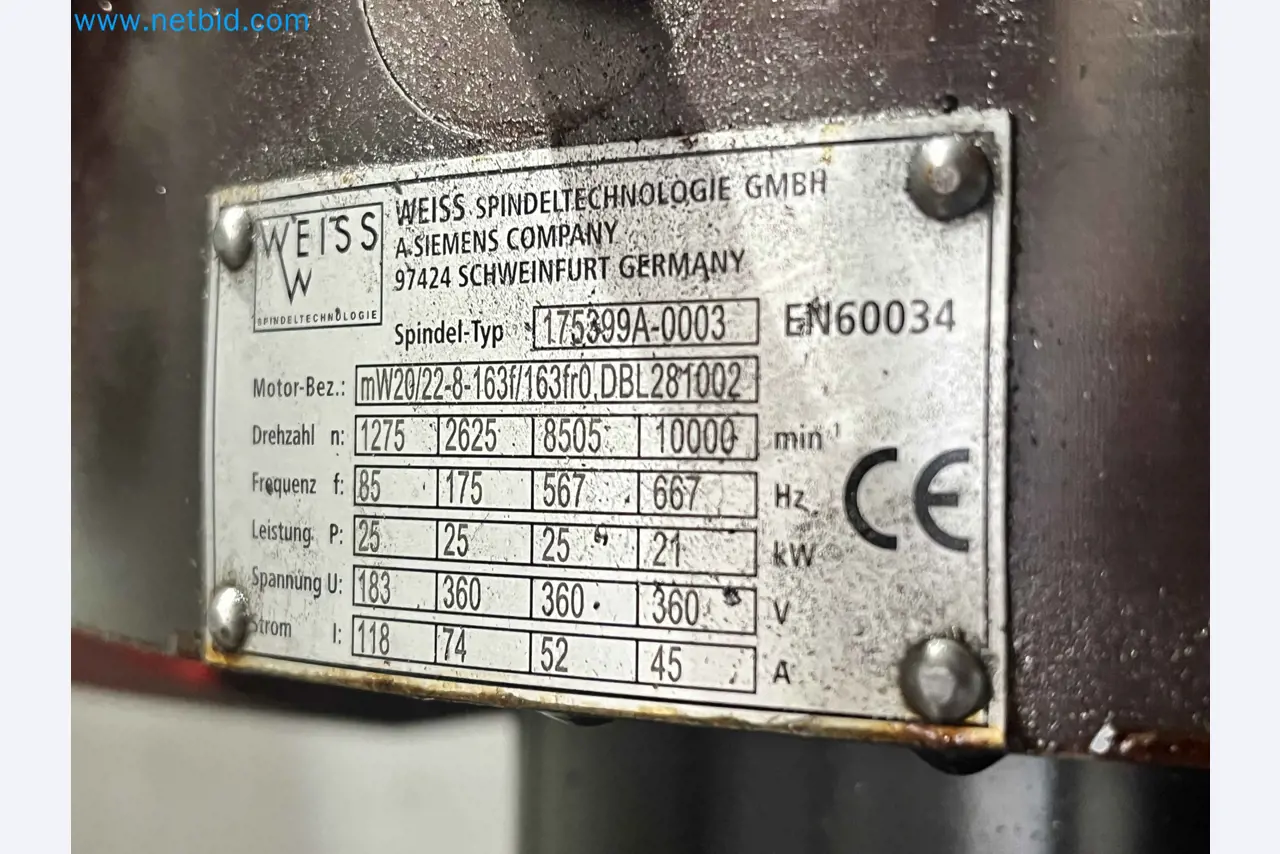 www.netbid.com
WEISS SPINDELTECHNOLOGIE GMBH
A SIEMENS COMPANY
97424 SCHWEINFURT GERMANY
WEISS
W
SPINDELTECHNOLOGIE
Spindel-Typ 175399A-0003 EN60034
Motor-Bez.: mW20/22-8-163f/163fr0,DBL281002
Drehzahl n: 1275 2625 8505 10000 min⁻¹
Frequenz f: 85 175 567 667 Hz
Leistung P: 25 25 25 21 kW
Spannung U: 183 360 360 360 V
Strom I: 118 74 52 45 A
CE